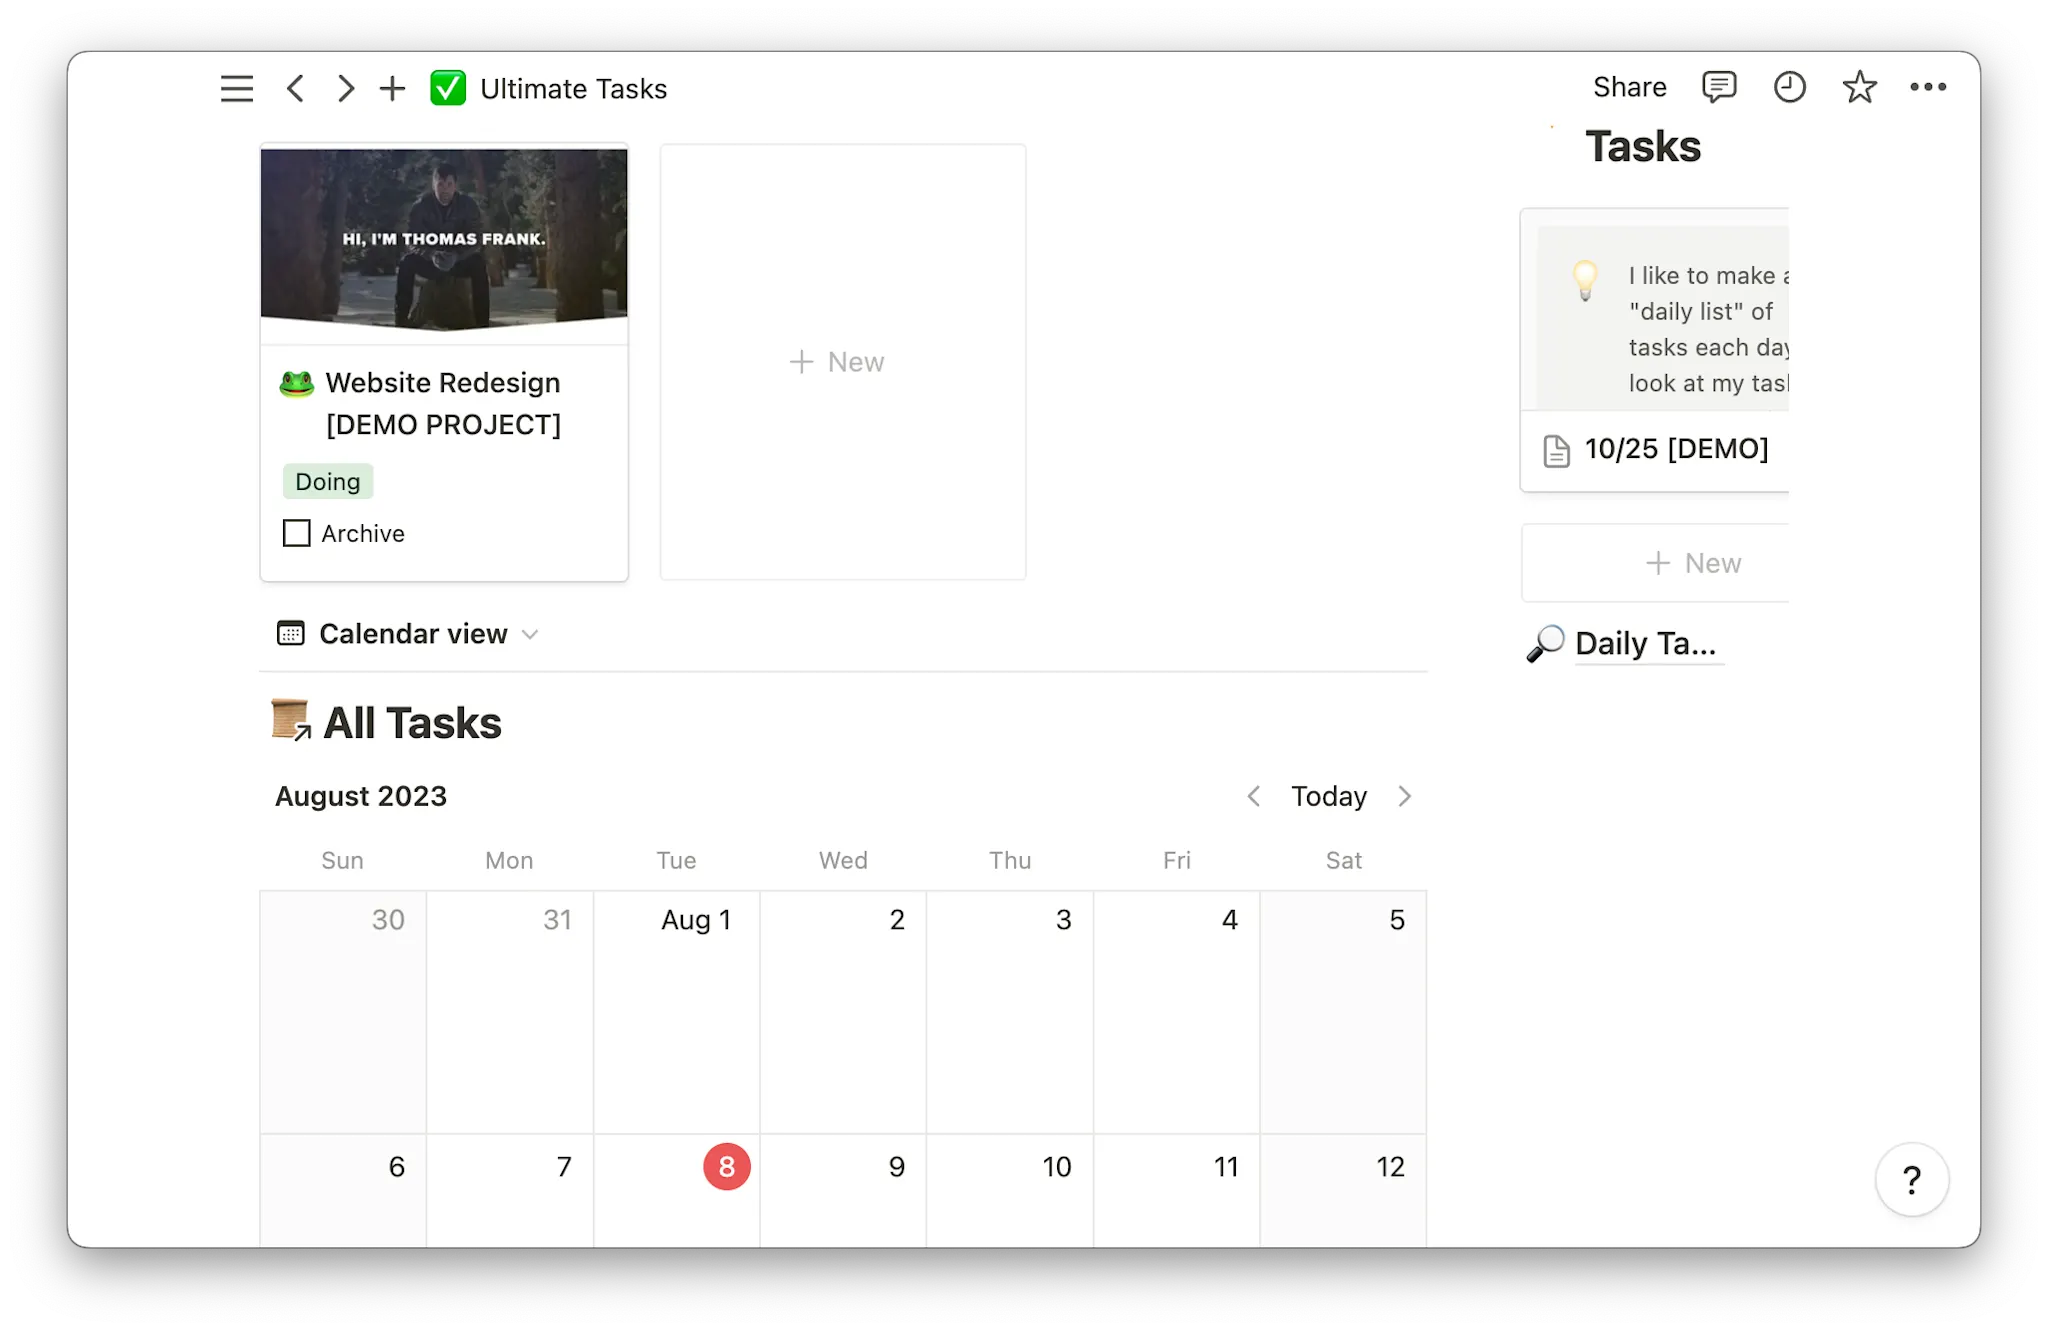 Ultimate Tasks
Share
HI, I'M THOMAS FRANK.
Website Redesign
[DEMO PROJECT]
Doing
Archive
+ New
Tasks
I like to make a
"daily list" of
tasks each day
look at my tas
10/25 [DEMO]
+ New
Daily Ta...
Calendar view
All Tasks
August 2023
Today
Sun Mon Tue Wed Thu Fri Sat
30 31 Aug 1 2 3 4 5
6 7 8 9 10 11 12
?